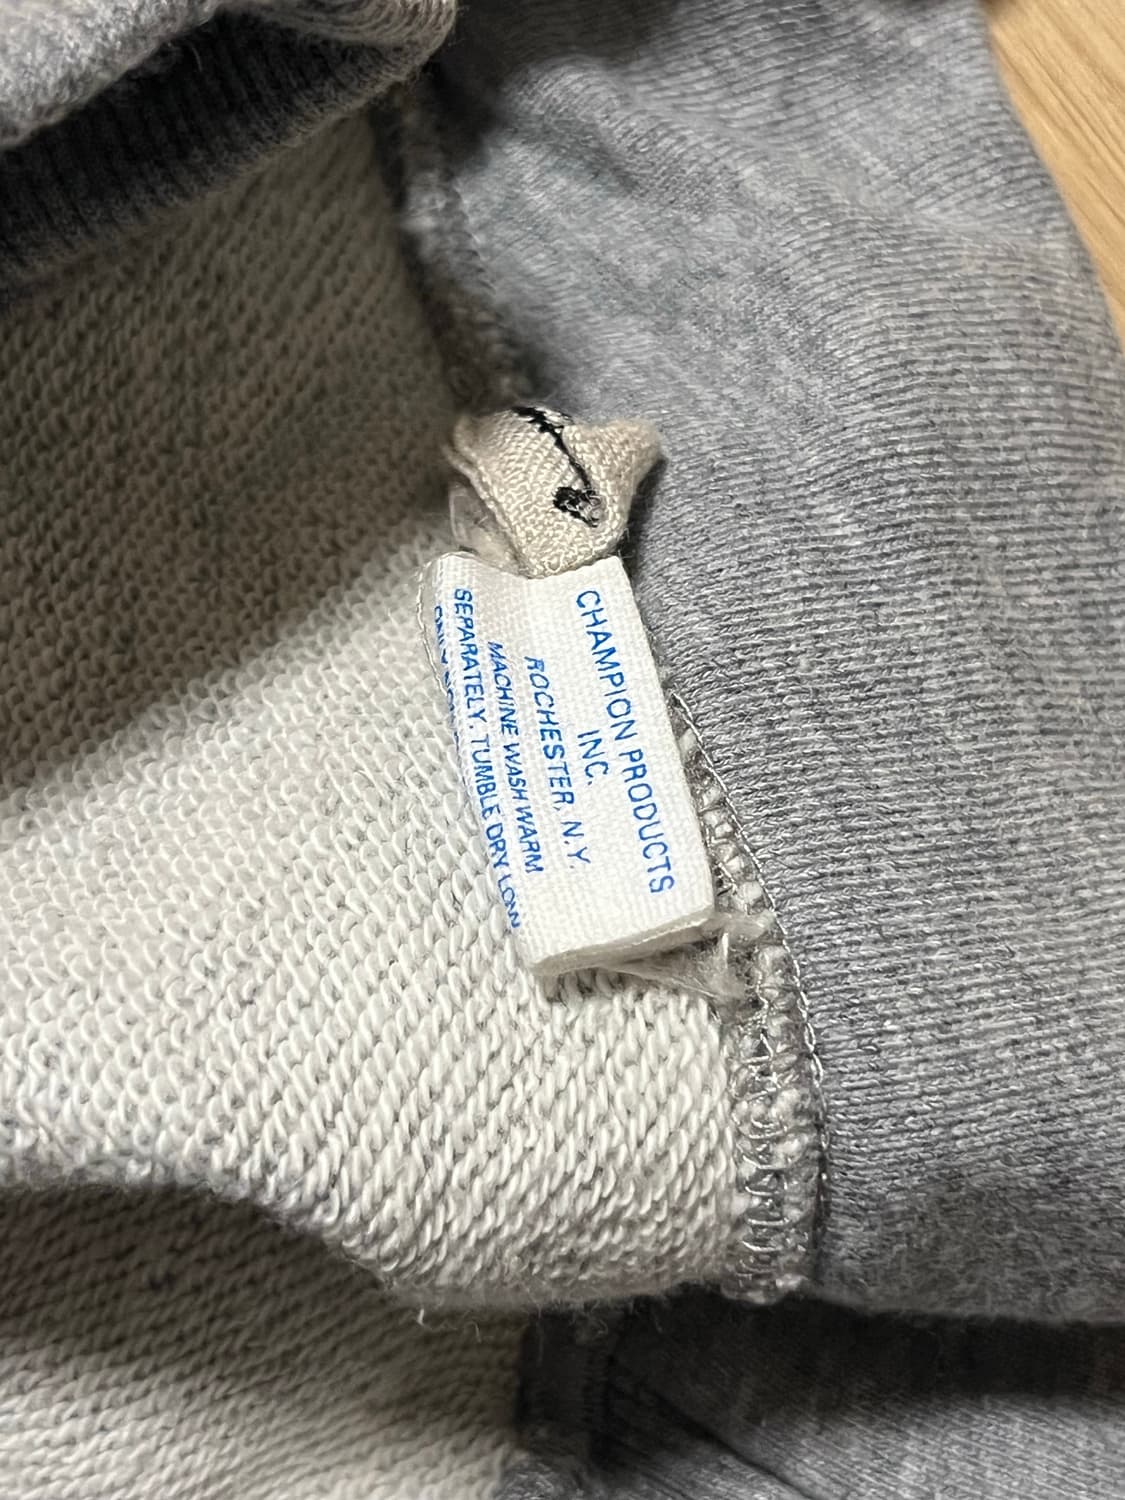 CHAMPION PRODUCTS
INC.
ROCHESTER, N.Y.
MACHINE WASH WARM
SEPARATELY. TUMBLE DRY LOW